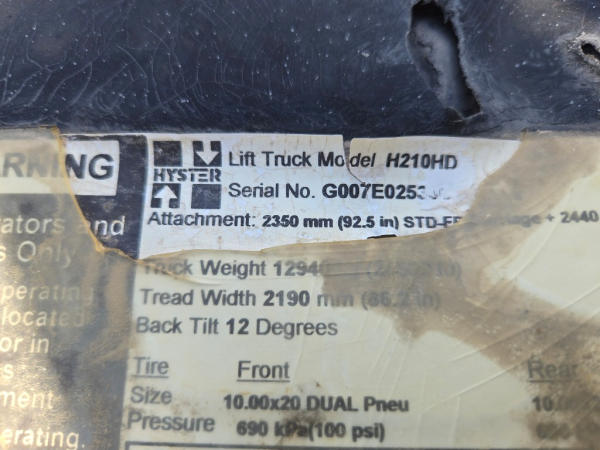 RNING
HYSTER
Lift Truck Model H210HD
Serial No. G007E0253
Attachment: 2350 mm (92.5 in) + 2440
ators and
s Only
Truck Weight 12940
perating
Tread Width 2190 mm (86.2 in)
located
Back Tilt 12 Degrees
or in
Tire Front Rear
ment
Size 10.00x20 DUAL Pneu
Pressure 690 kPa(100 psi)
erating.